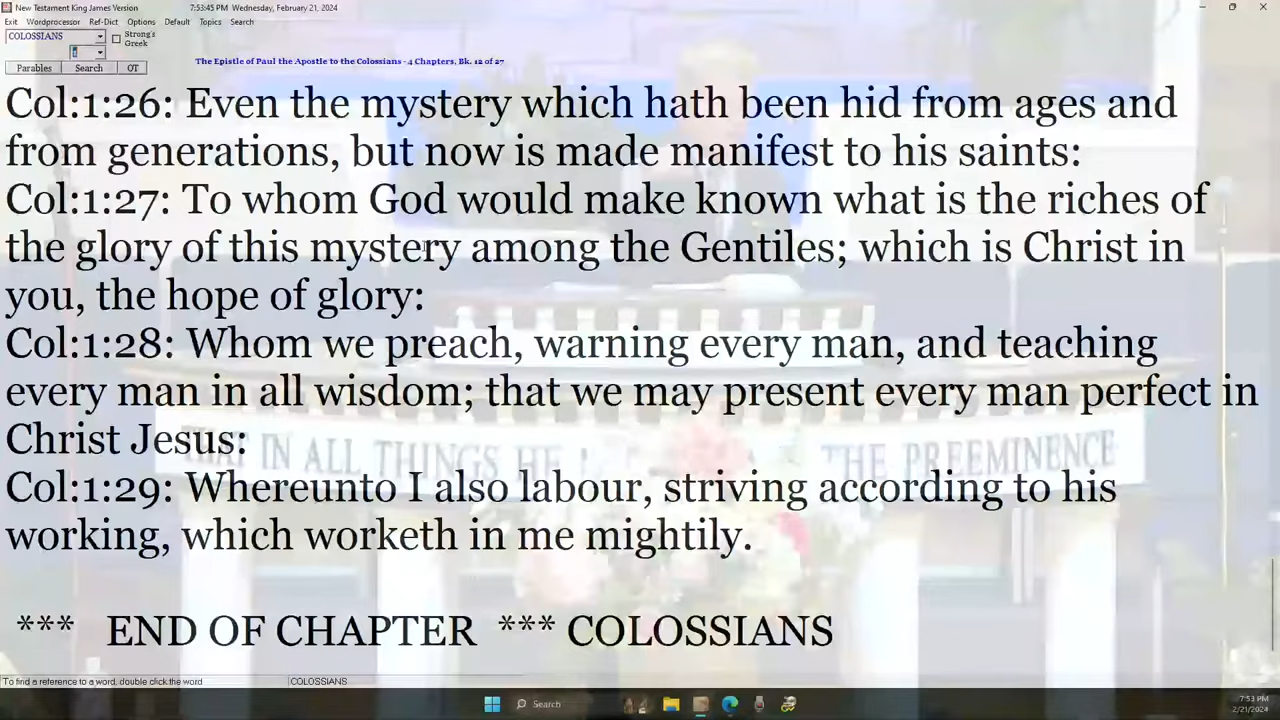 New Testament King James Version 7:53:45 PM Wednesday, February 21, 2024
Exit Wordprocessor Ref-Dict Options Default Topics Search
COLOSSIANS Strong's Greek
Parables Search OT
The Epistle of Paul the Apostle to the Colossians - 4 Chapters, Bk. 12 of 27
Col:1:26: Even the mystery which hath been hid from ages and
from generations, but now is made manifest to his saints:
Col:1:27: To whom God would make known what is the riches of
the glory of this mystery among the Gentiles; which is Christ in
you, the hope of glory:
Col:1:28: Whom we preach, warning every man, and teaching
every man in all wisdom; that we may present every man perfect in
Christ Jesus:
THAT IN ALL THINGS HE THE PREEMINENCE
Col:1:29: Whereunto I also labour, striving according to his
working, which worketh in me mightily.
*** END OF CHAPTER *** COLOSSIANS
To find a reference to a word, double click the word COLOSSIANS
Search
7:53 PM
2/21/2024